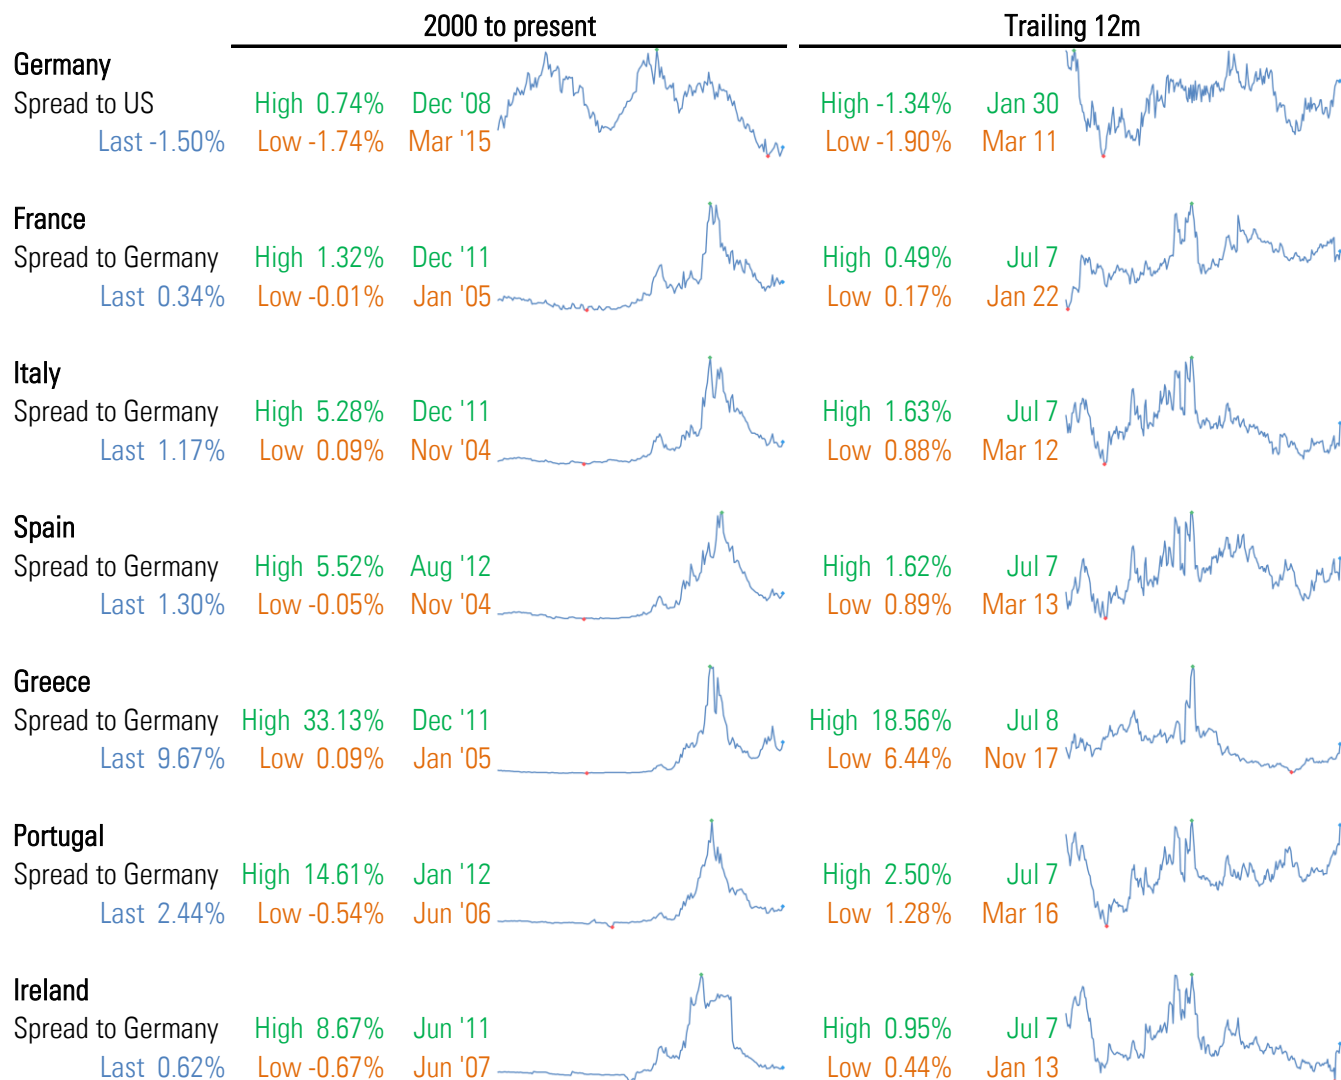 2000 to present Trailing 12m
Germany
Spread to US High 0.74% Dec '08 High -1.34% Jan 30
Last -1.50% Low -1.74% Mar '15 Low -1.90% Mar 11
France
Spread to Germany High 1.32% Dec '11 High 0.49% Jul 7
Last 0.34% Low -0.01% Jan '05 Low 0.17% Jan 22
Italy
Spread to Germany High 5.28% Dec '11 High 1.63% Jul 7
Last 1.17% Low 0.09% Nov '04 Low 0.88% Mar 12
Spain
Spread to Germany High 5.52% Aug '12 High 1.62% Jul 7
Last 1.30% Low -0.05% Nov '04 Low 0.89% Mar 13
Greece
Spread to Germany High 33.13% Dec '11 High 18.56% Jul 8
Last 9.67% Low 0.09% Jan '05 Low 6.44% Nov 17
Portugal
Spread to Germany High 14.61% Jan '12 High 2.50% Jul 7
Last 2.44% Low -0.54% Jun '06 Low 1.28% Mar 16
Ireland
Spread to Germany High 8.67% Jun '11 High 0.95% Jul 7
Last 0.62% Low -0.67% Jun '07 Low 0.44% Jan 13